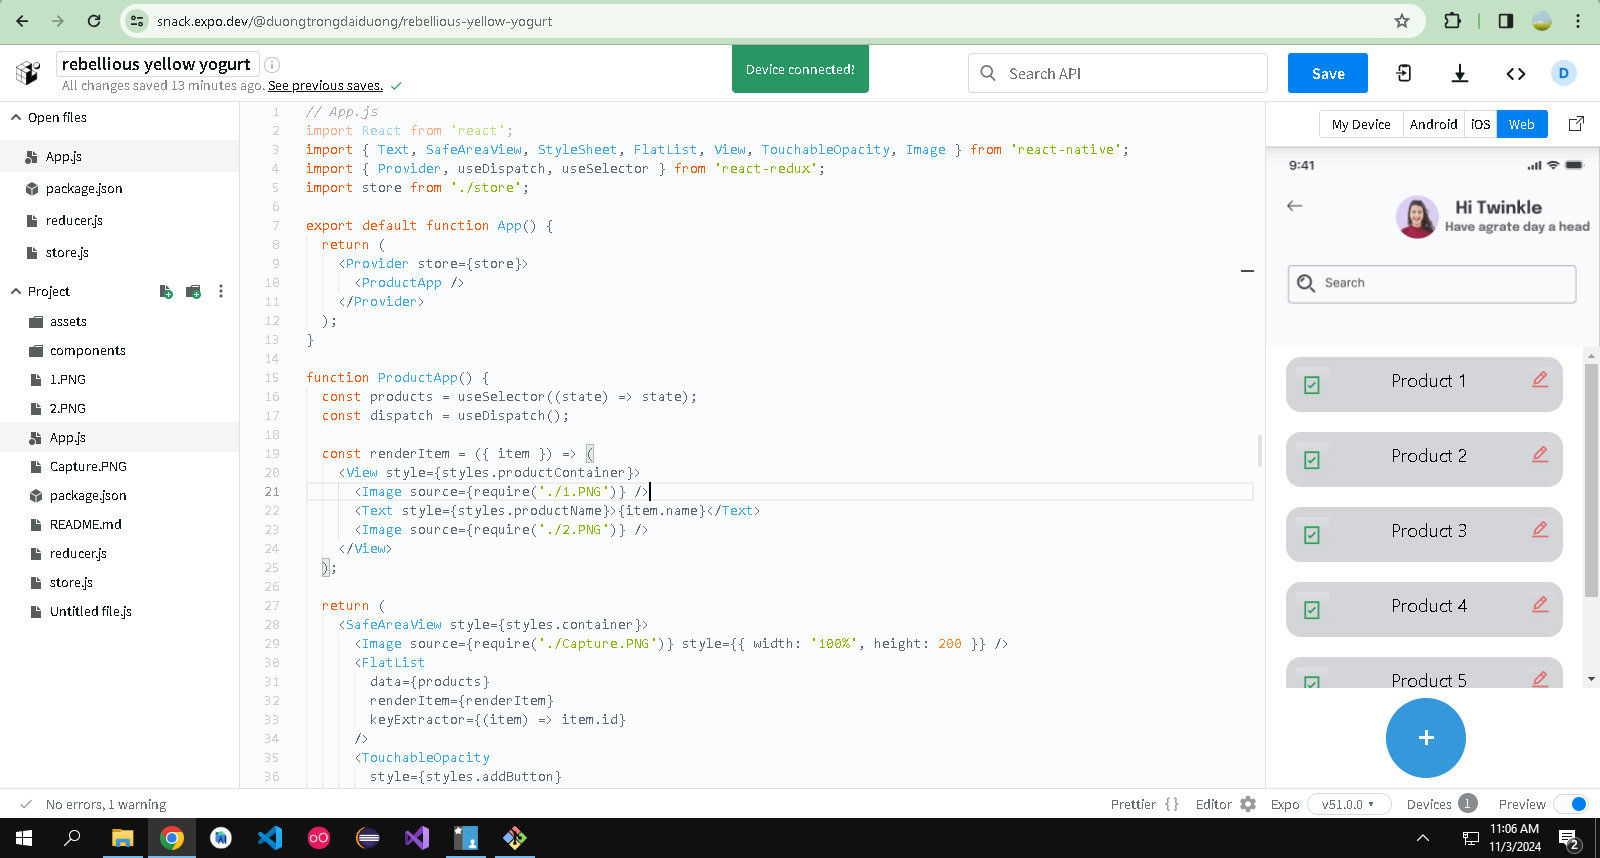 snack.expo.dev/@duongtrongdaiduong/rebellious-yellow-yogurt
rebellious yellow yogurt
All changes saved 13 minutes ago. See previous saves.
Device connected!
Search API
Save
D
Open files
App.js
package.json
reducer.js
store.js
Project
assets
components
1.PNG
2.PNG
App.js
Capture.PNG
package.json
README.md
reducer.js
store.js
Untitled file.js
1 // App.js
2 import React from 'react';
3 import { Text, SafeAreaView, StyleSheet, FlatList, View, TouchableOpacity, Image } from 'react-native';
4 import { Provider, useDispatch, useSelector } from 'react-redux';
5 import store from './store';
6
7 export default function App() {
8 return (
9 <Provider store={store}>
10 <ProductApp />
11 </Provider>
12 );
13 }
14
15 function ProductApp() {
16 const products = useSelector((state) => state);
17 const dispatch = useDispatch();
18
19 const renderItem = ({ item }) => (
20 <View style={styles.productContainer}>
21 <Image source={require('./1.PNG')} />
22 <Text style={styles.productName}>{item.name}</Text>
23 <Image source={require('./2.PNG')} />
24 </View>
25 );
26
27 return (
28 <SafeAreaView style={styles.container}>
29 <Image source={require('./Capture.PNG')} style={{ width: '100%', height: 200 }} />
30 <FlatList
31 data={products}
32 renderItem={renderItem}
33 keyExtractor={(item) => item.id}
34 />
35 <TouchableOpacity
36 style={styles.addButton}
My Device Android iOS Web
9:41
Hi Twinkle
Have agrate day a head
Search
Product 1
Product 2
Product 3
Product 4
Product 5
+
No errors, 1 warning
Prettier {} Editor Expo v51.0.0 Devices 1 Preview
11:06 AM
11/3/2024
2